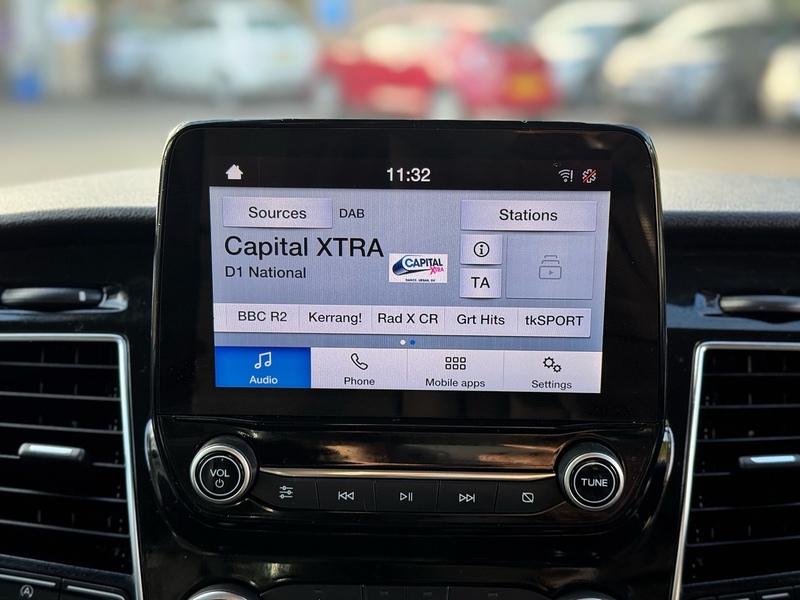 11:32
Sources DAB Stations
Capital XTRA
D1 National
CAPITAL
XTRA
TA
BBC R2 Kerrang! Rad X CR Grt Hits tkSPORT
Audio Phone Mobile apps Settings
VOL
TUNE
A